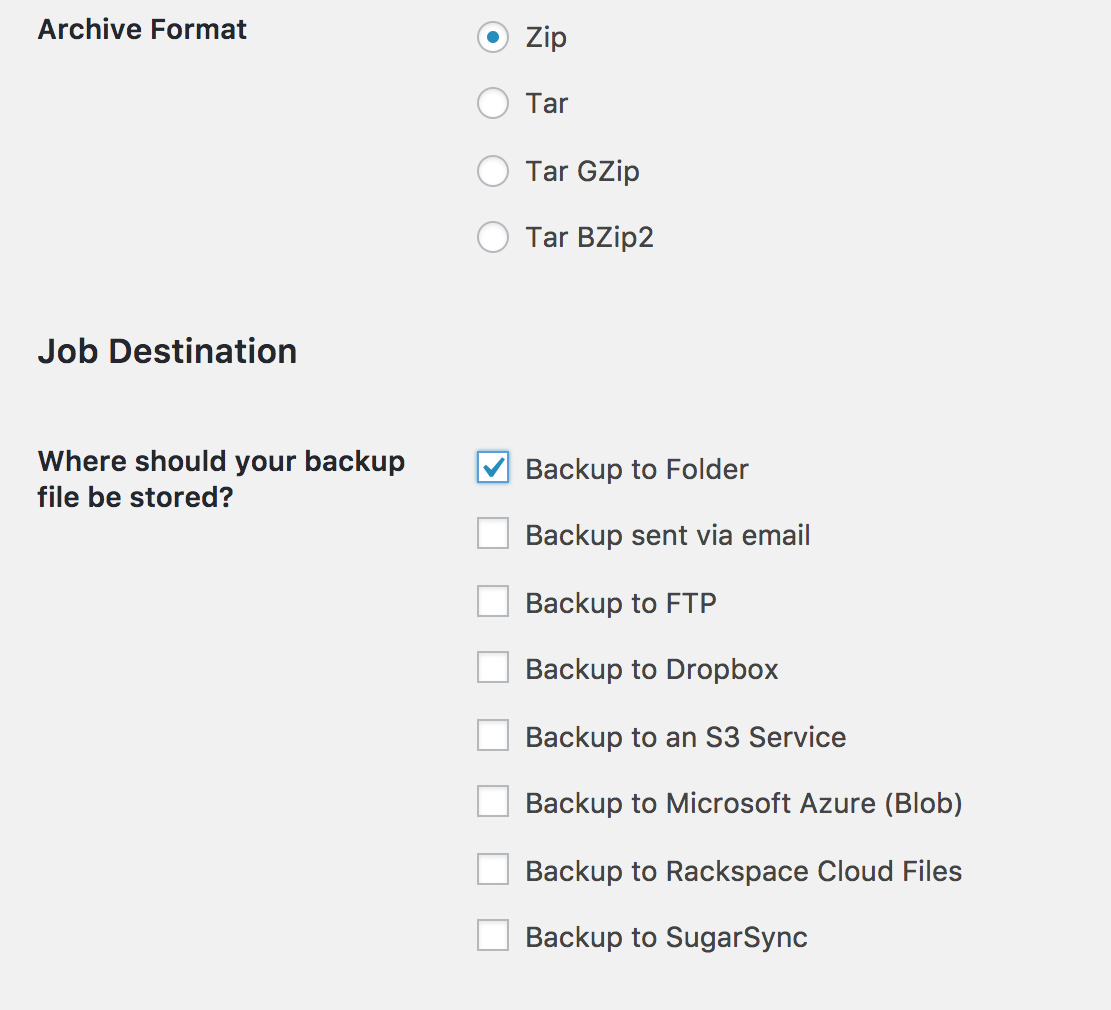 Archive Format
Zip
Tar
Tar GZip
Tar BZip2
Job Destination
Where should your backup
file be stored?
Backup to Folder
Backup sent via email
Backup to FTP
Backup to Dropbox
Backup to an S3 Service
Backup to Microsoft Azure (Blob)
Backup to Rackspace Cloud Files
Backup to SugarSync